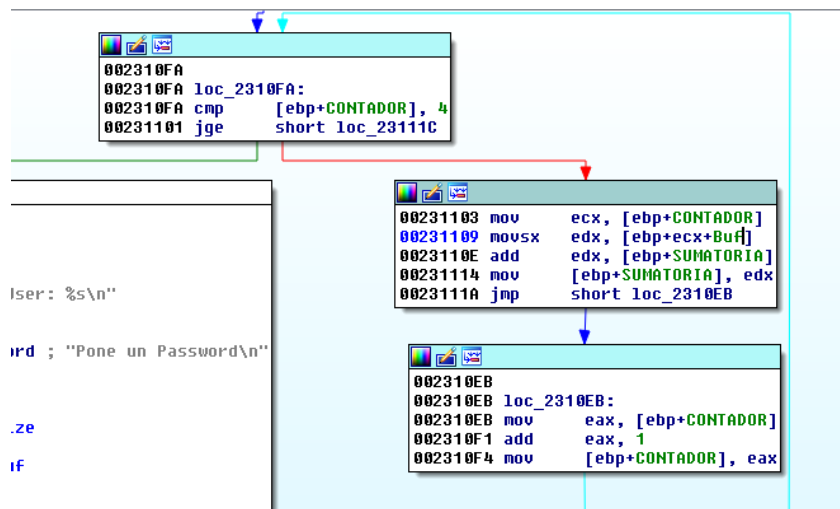 002310FA
002310FA loc_2310FA:
002310FA cmp [ebp+CONTADOR], 4
00231101 jge short loc_23111C
00231103 mov ecx, [ebp+CONTADOR]
00231109 movsx edx, [ebp+ecx+Buf]
0023110E add edx, [ebp+SUMATORIA]
00231114 mov [ebp+SUMATORIA], edx
0023111A jmp short loc_2310EB
Jser: %s\n"
ord ; "Pone un Password\n"
.ze
uf
002310EB
002310EB loc_2310EB:
002310EB mov eax, [ebp+CONTADOR]
002310F1 add eax, 1
002310F4 mov [ebp+CONTADOR], eax